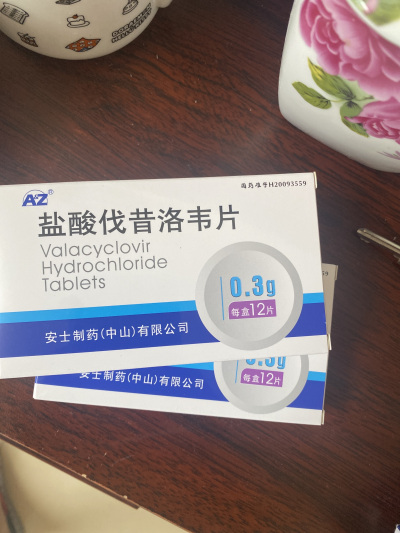 AZ®
国药准字H20093559
盐酸伐昔洛韦片
Valacyclovir
Hydrochloride
Tablets
0.3g
每盒12片
安士制药(中山)有限公司
0.3g
每盒12片
安士制药(中山)有限公司